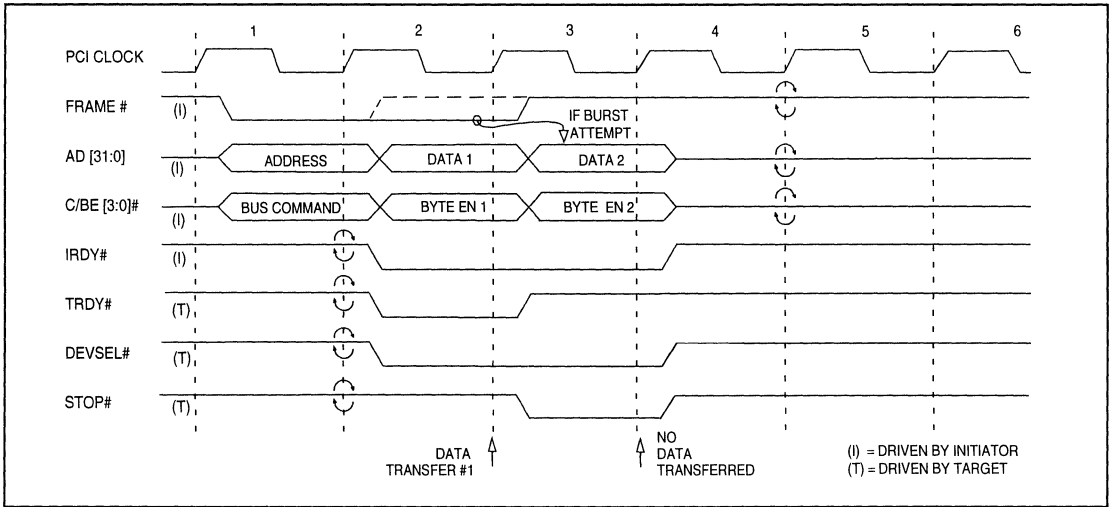 1 2 3 4 5 6
PCI CLOCK
FRAME # (I)
IF BURST
ATTEMPT
AD [31:0] (I) ADDRESS DATA 1 DATA 2
C/BE [3:0]# (I) BUS COMMAND BYTE EN 1 BYTE EN 2
IRDY# (I)
TRDY# (T)
DEVSEL# (T)
STOP# (T)
DATA
TRANSFER #1
NO
DATA
TRANSFERRED
(I) = DRIVEN BY INITIATOR
(T) = DRIVEN BY TARGET